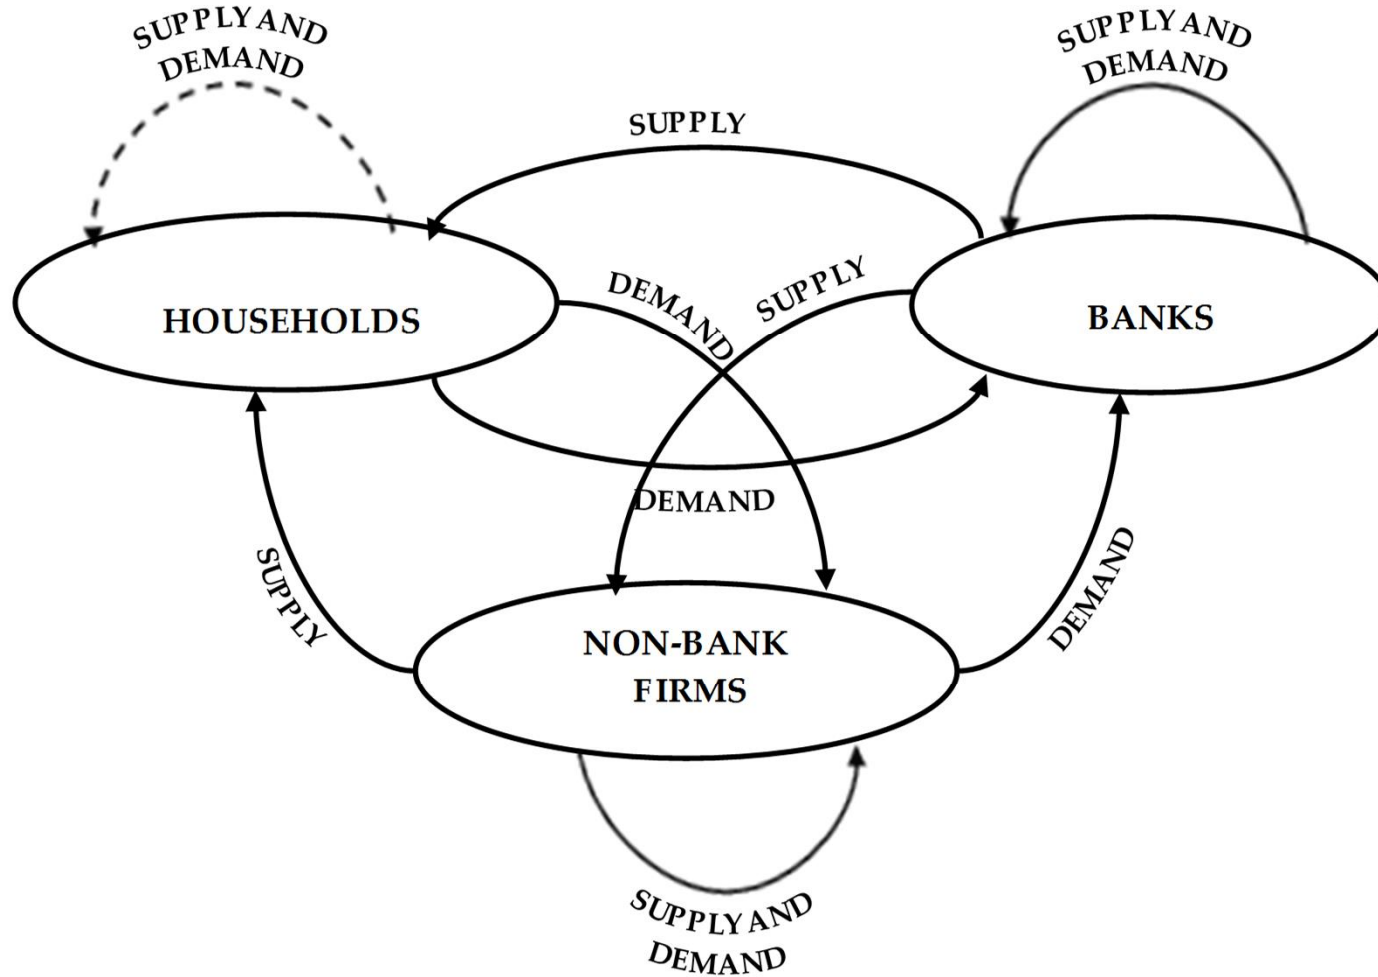 SUPPLY AND
DEMAND
SUPPLY AND
DEMAND
SUPPLY
DEMAND
SUPPLY
HOUSEHOLDS
BANKS
DEMAND
SUPPLY
DEMAND
NON-BANK
FIRMS
SUPPLY AND
DEMAND